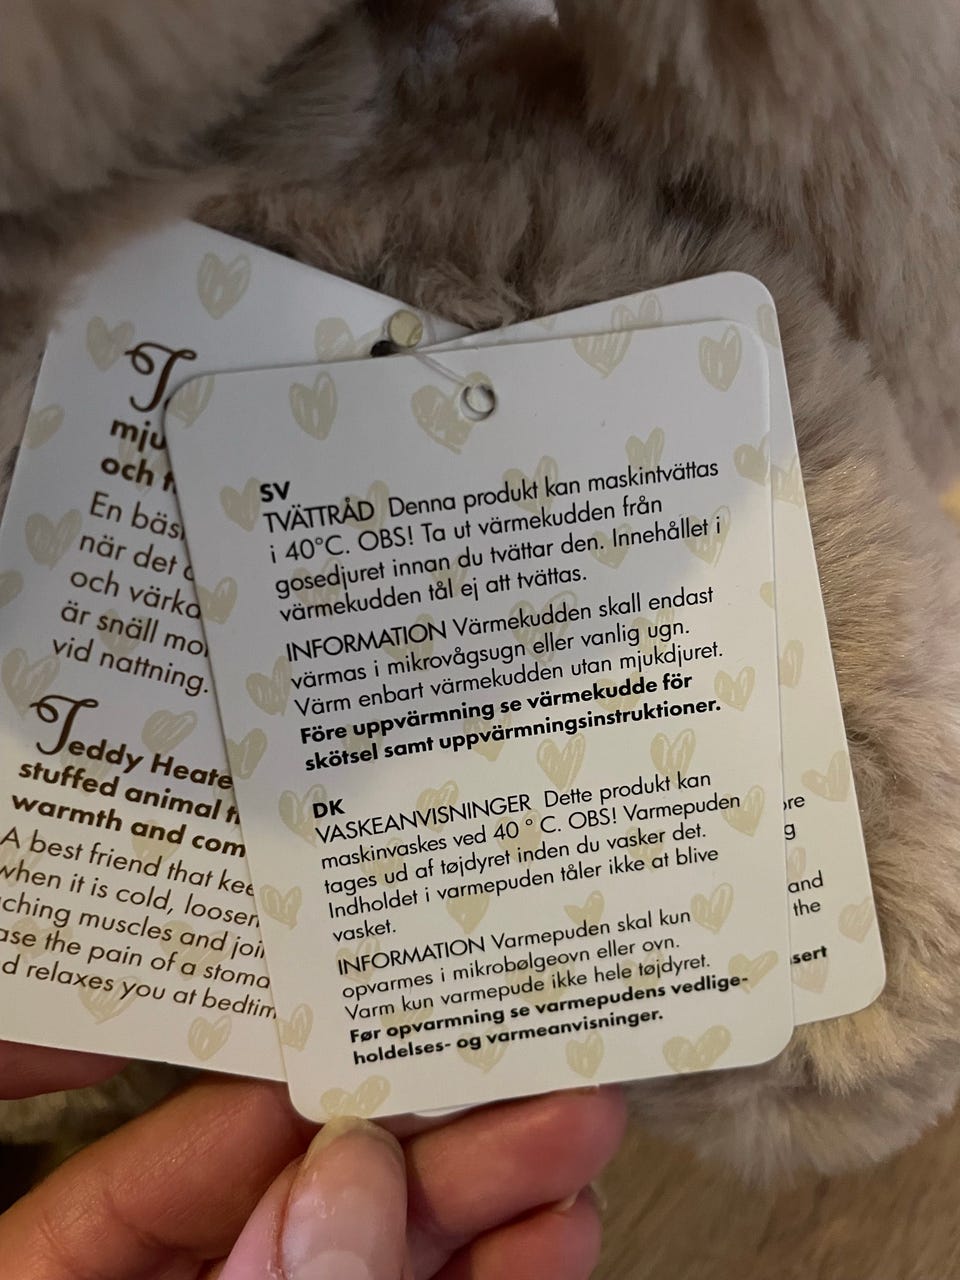 SV
TVÄTTRÅD Denna produkt kan maskintvättas
i 40°C. OBS! Ta ut värmekudden från
gosedjuret innan du tvättar den. Innehållet i
värmekudden tål ej att tvättas.
INFORMATION Värmekudden skall endast
värmas i mikrovågsugn eller vanlig ugn.
Värm enbart värmekudden utan mjukdjuret.
Före uppvärmning se värmekudde för
skötsel samt uppvärmningsinstruktioner.
DK
VASKEANVISNINGER Dette produkt kan
maskinvaskes ved 40 ° C. OBS! Varmepuden
tages ud af tøjdyret inden du vasker det.
Indholdet i varmepuden tåler ikke at blive
vasket.
INFORMATION Varmepuden skal kun
opvarmes i mikrobølgeovn eller ovn.
Varm kun varmepude ikke hele tøjdyret.
Før opvarmning se varmepudens vedlige-
holdelses- og varmeanvisninger.
T
mju
och
En bäs
när det
och värka
är snäll mo
vid nattning.
Teddy Heate
stuffed animal
warmth and com
A best friend that kee
when it is cold, loosen
ching muscles and joi
ase the pain of a stoma
d relaxes you at bedtim
re
g
and
the
sert